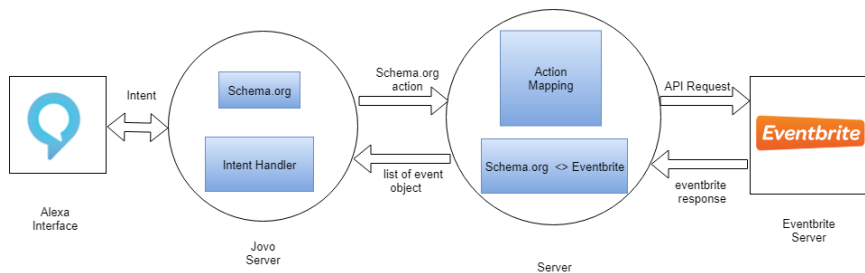 Alexa
Interface
Intent
Schema.org
Intent Handler
Jovo
Server
Schema.org
action
list of event
object
Action
Mapping
Schema.org <> Eventbrite
Server
API Request
eventbrite
response
Eventbrite
Eventbrite
Server